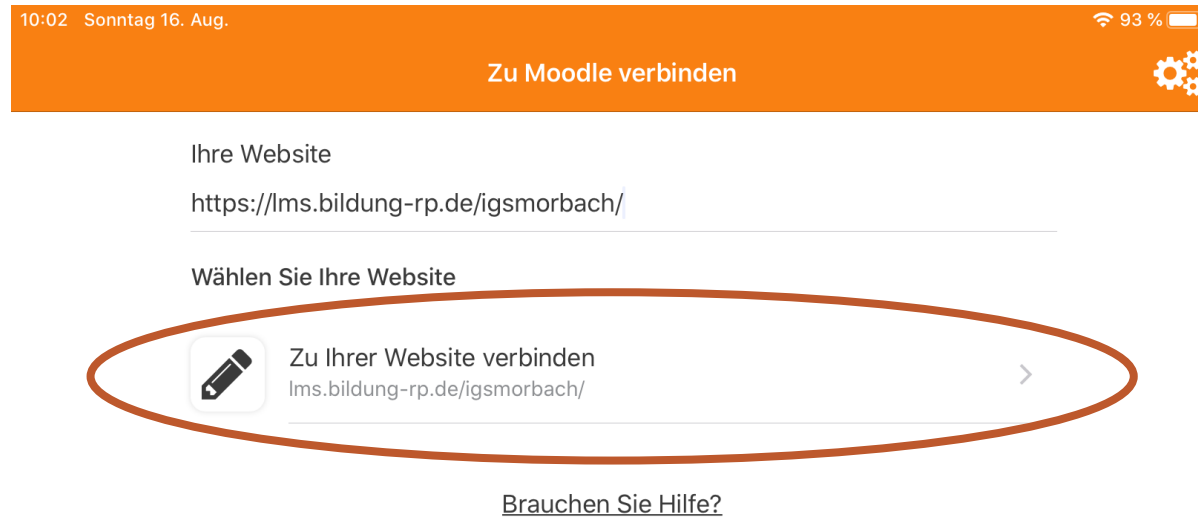 10:02 Sonntag 16. Aug.
93 %
Zu Moodle verbinden
Ihre Website
https://lms.bildung-rp.de/igsmorbach/
Wählen Sie Ihre Website
Zu Ihrer Website verbinden
lms.bildung-rp.de/igsmorbach/
Brauchen Sie Hilfe?